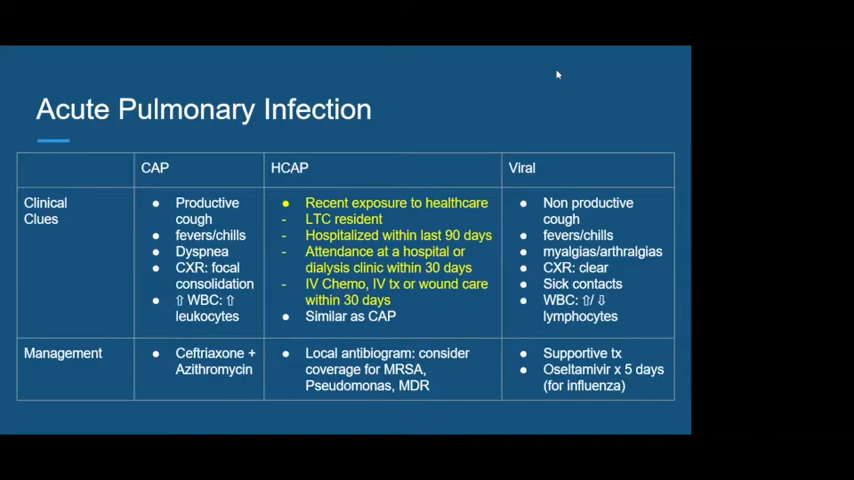 Acute Pulmonary Infection
CAP
HCAP
Viral
Clinical
Clues
● Productive
cough
● fevers/chills
● Dyspnea
● CXR: focal
consolidation
● ⇧ WBC: ⇧
leukocytes
● Recent exposure to healthcare
- LTC resident
- Hospitalized within last 90 days
- Attendance at a hospital or
dialysis clinic within 30 days
- IV Chemo, IV tx or wound care
within 30 days
● Similar as CAP
● Non productive
cough
● fevers/chills
● myalgias/arthralgias
● CXR: clear
● Sick contacts
● WBC: ⇧/ ⇩
lymphocytes
Management
● Ceftriaxone +
Azithromycin
● Local antibiogram: consider
coverage for MRSA,
Pseudomonas, MDR
● Supportive tx
● Oseltamivir x 5 days
(for influenza)